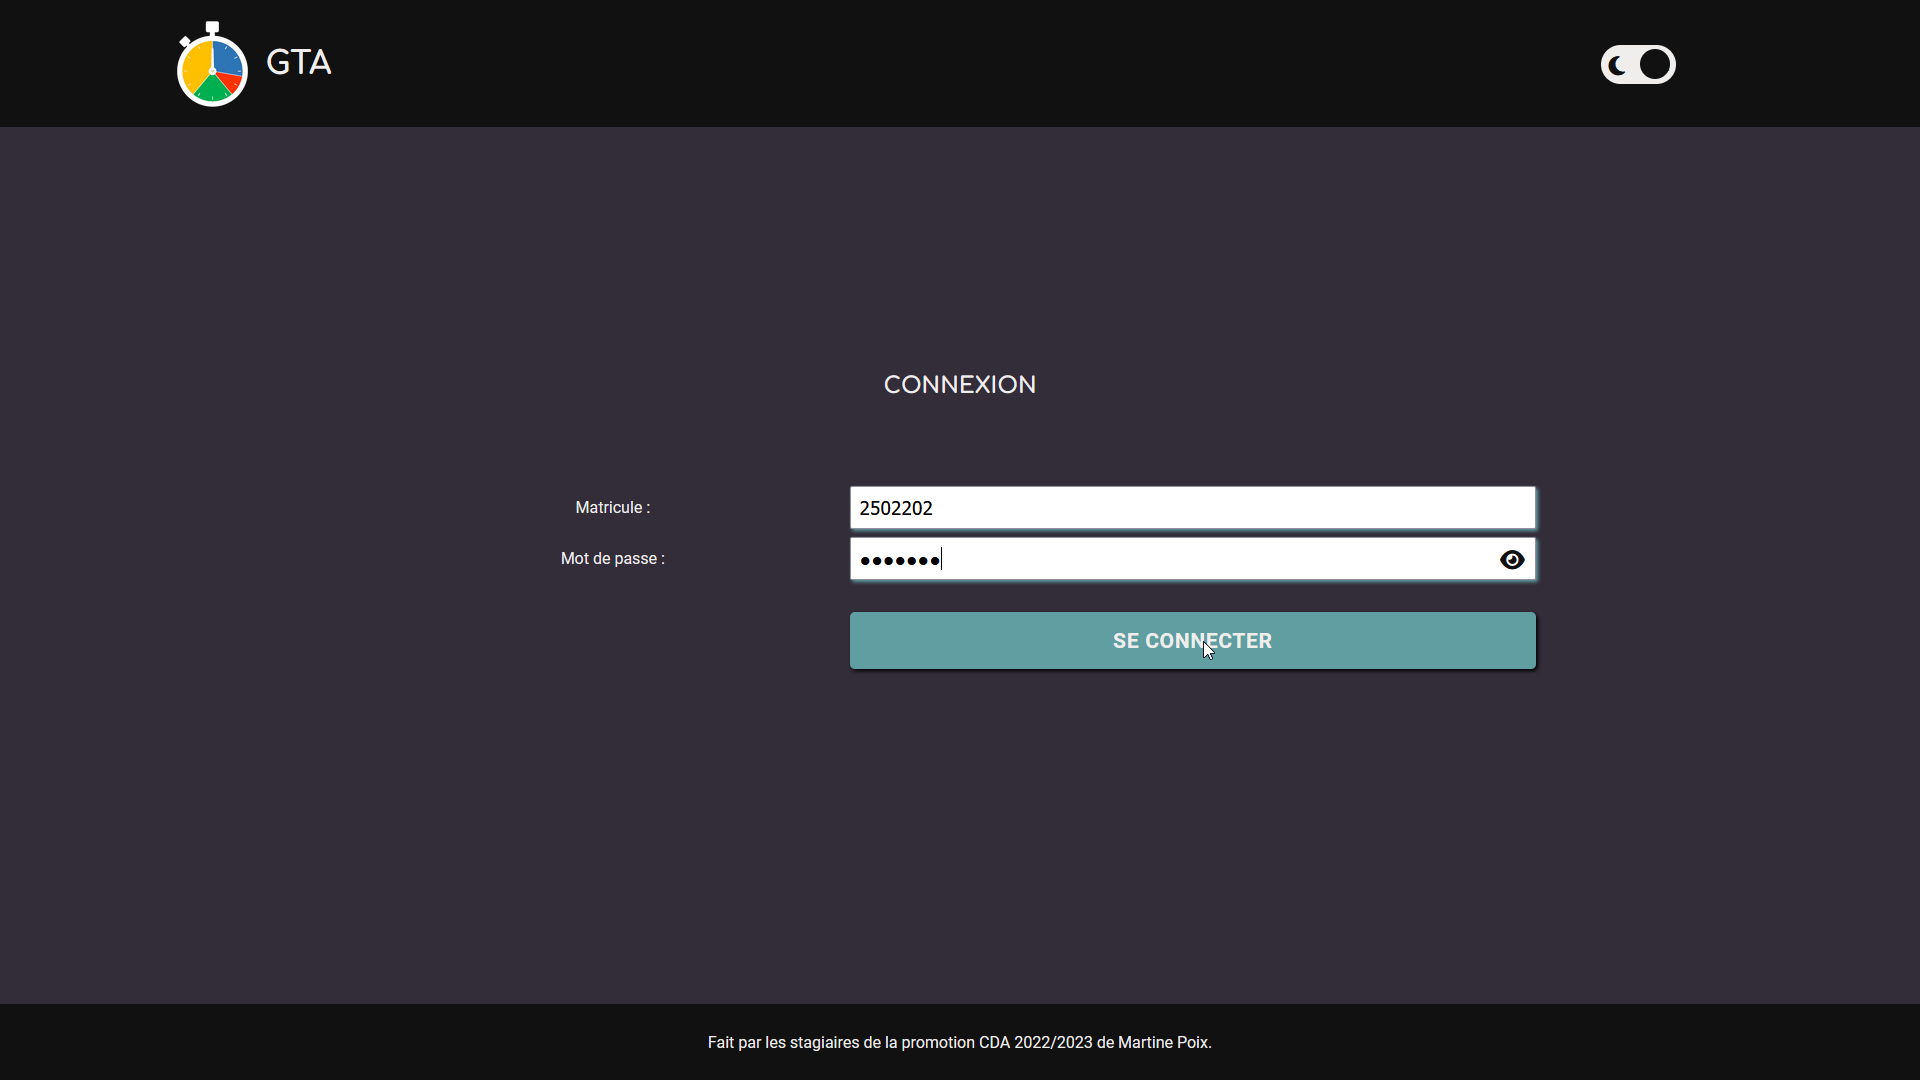 GTA
CONNEXION
Matricule :
2502202
Mot de passe :
•••••••
SE CONNECTER
Fait par les stagiaires de la promotion CDA 2022/2023 de Martine Poix.